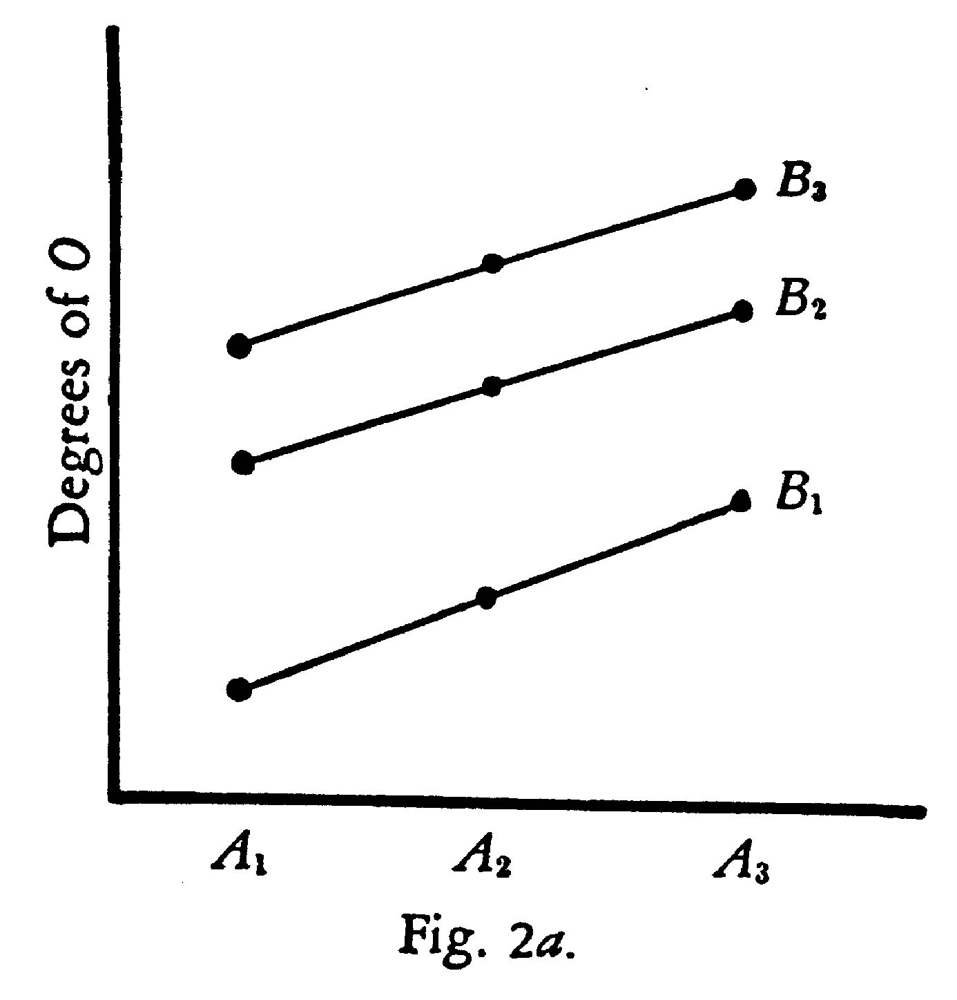 Degrees of O
B₃
B₂
B₁
A₁ A₂ A₃
Fig. 2a.